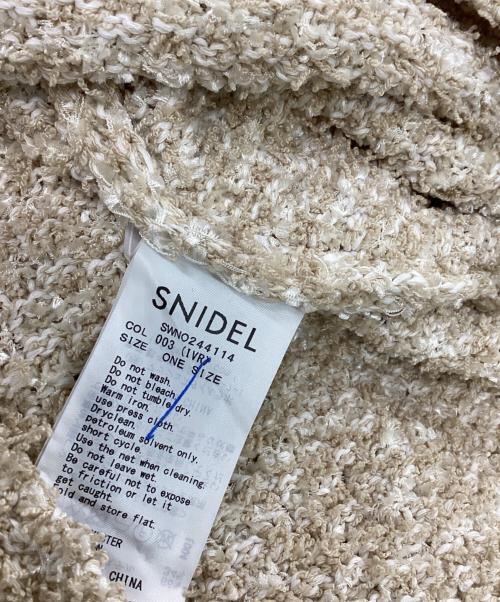 SNIDEL
SWNO244114
COL 003 (IVR)
SIZE ONE SIZE
Do not wash.
Do not bleach.
Do not tumble dry.
Warm iron.
use press cloth.
Dryclean.
petroleum solvent only.
short cycle.
Use the net when cleaning.
Do not leave wet.
Be careful not to expose
to friction or let it
get caught.
old and store flat.
CHINA